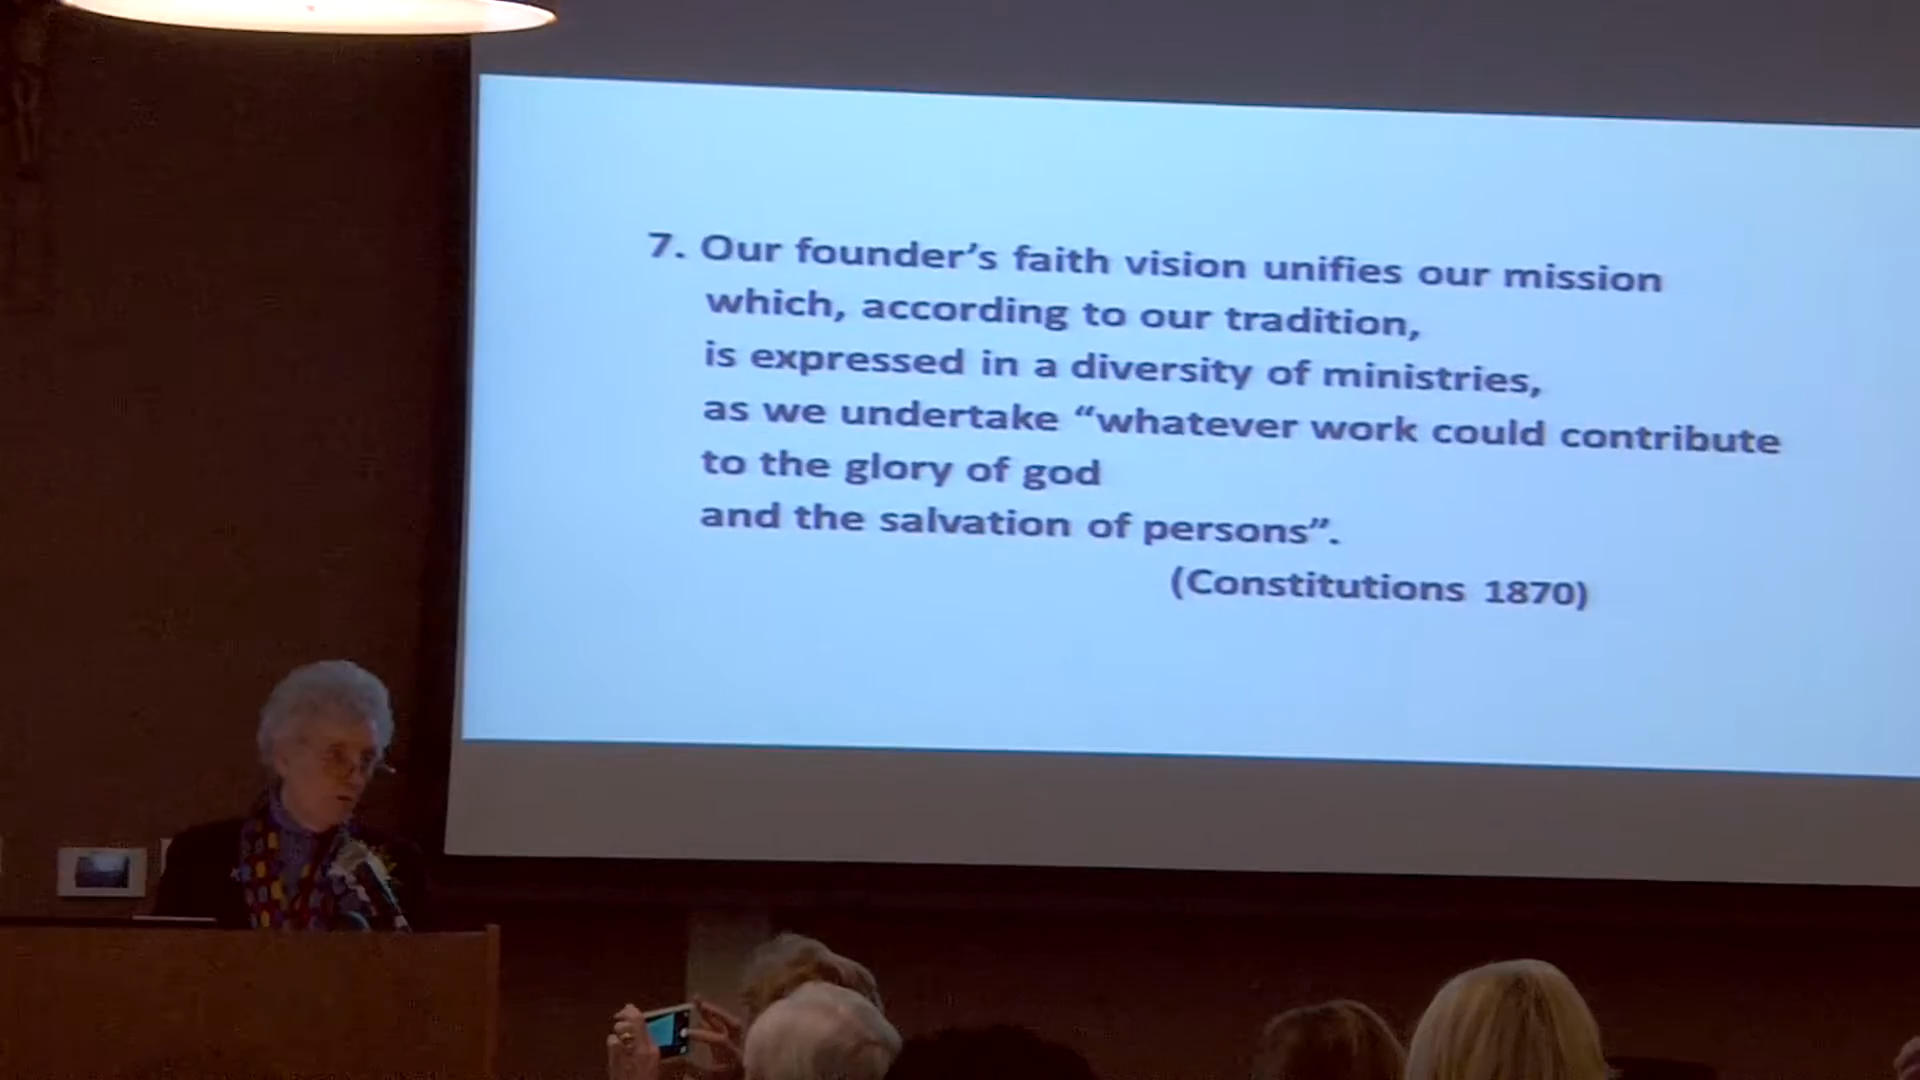 7. Our founder's faith vision unifies our mission
which, according to our tradition,
is expressed in a diversity of ministries,
as we undertake “whatever work could contribute
to the glory of god
and the salvation of persons”.
(Constitutions 1870)